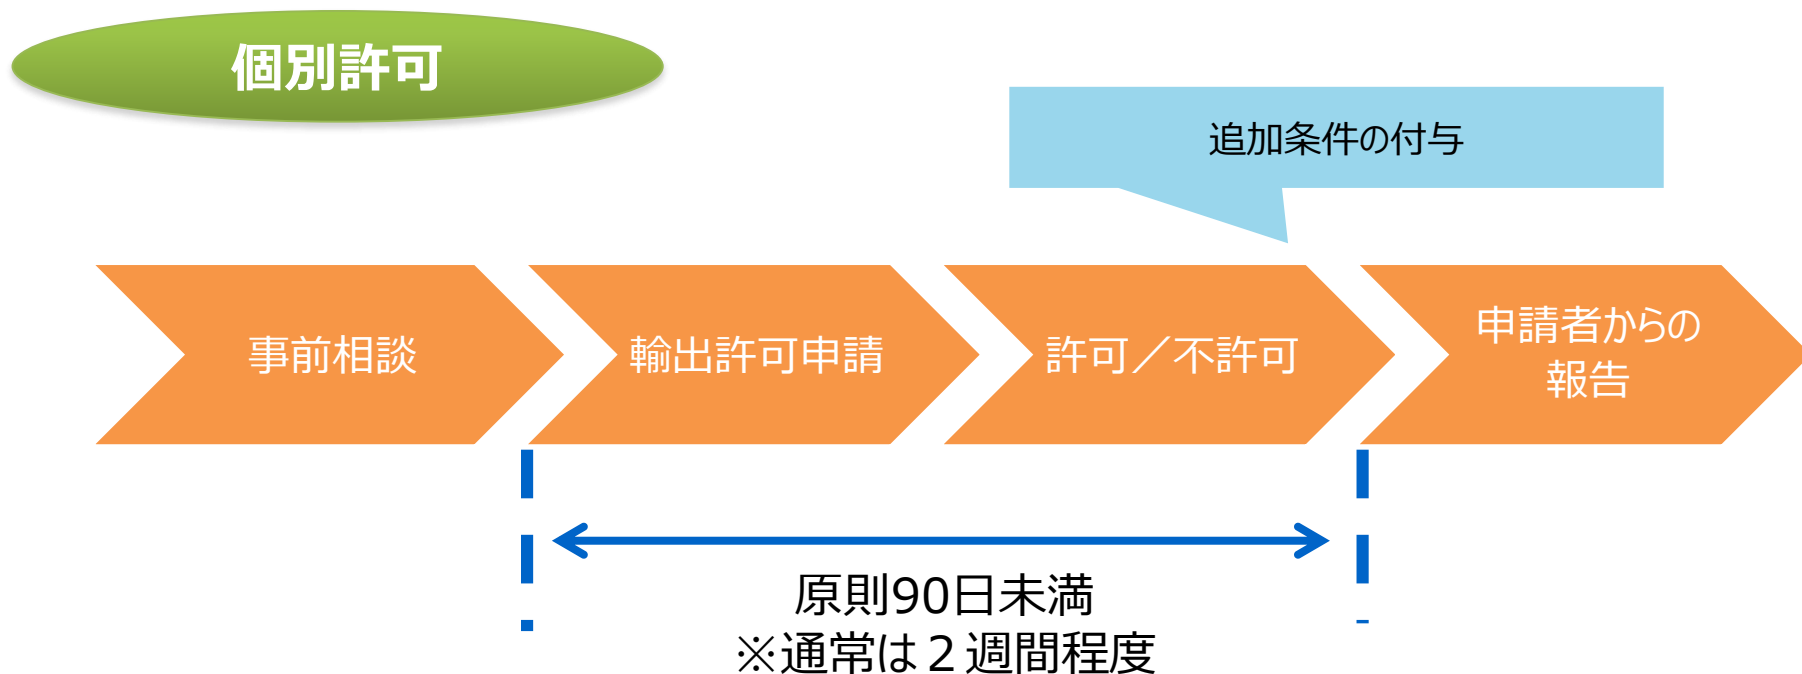 個別許可
追加条件の付与
事前相談
輸出許可申請
許可／不許可
申請者からの
報告
原則90日未満
※通常は２週間程度